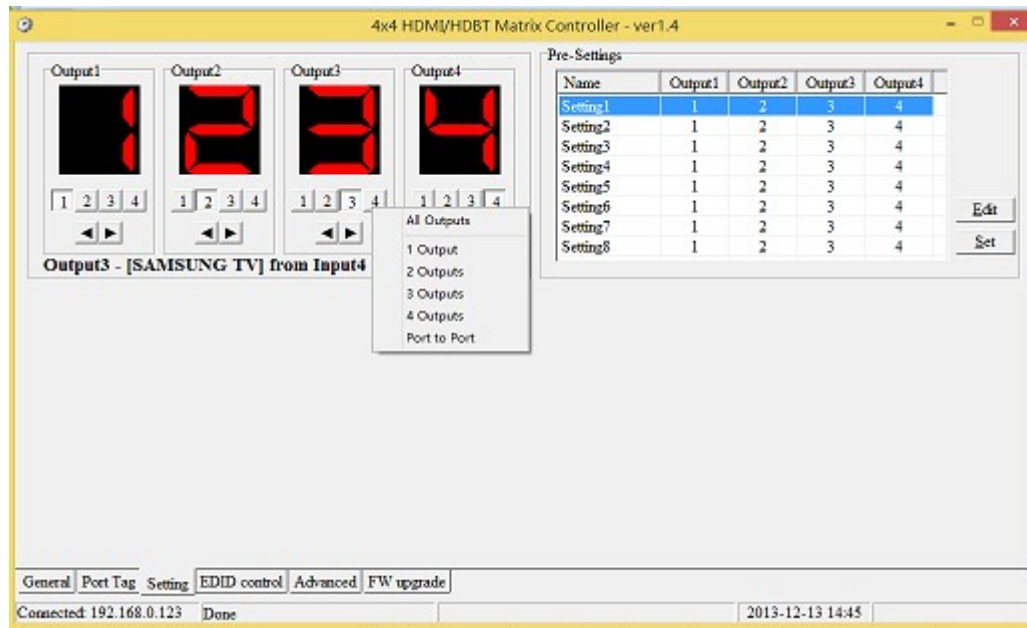 4x4 HDMI/HDBT Matrix Controller - ver1.4
Output1 Output2 Output3 Output4
1 2 3 4
1 2 3 4 1 2 3 4 1 2 3 4 1 2 3 4
◀ ▶ ◀ ▶ ◀ ▶
Output3 - [SAMSUNG TV] from Input4
All Outputs
1 Output
2 Outputs
3 Outputs
4 Outputs
Port to Port
Pre-Settings
Name Output1 Output2 Output3 Output4
Setting1 1 2 3 4
Setting2 1 2 3 4
Setting3 1 2 3 4
Setting4 1 2 3 4
Setting5 1 2 3 4
Setting6 1 2 3 4
Setting7 1 2 3 4
Setting8 1 2 3 4
Edit
Set
General Port Tag Setting EDID control Advanced FW upgrade
Connected: 192.168.0.123 Done 2013-12-13 14:45